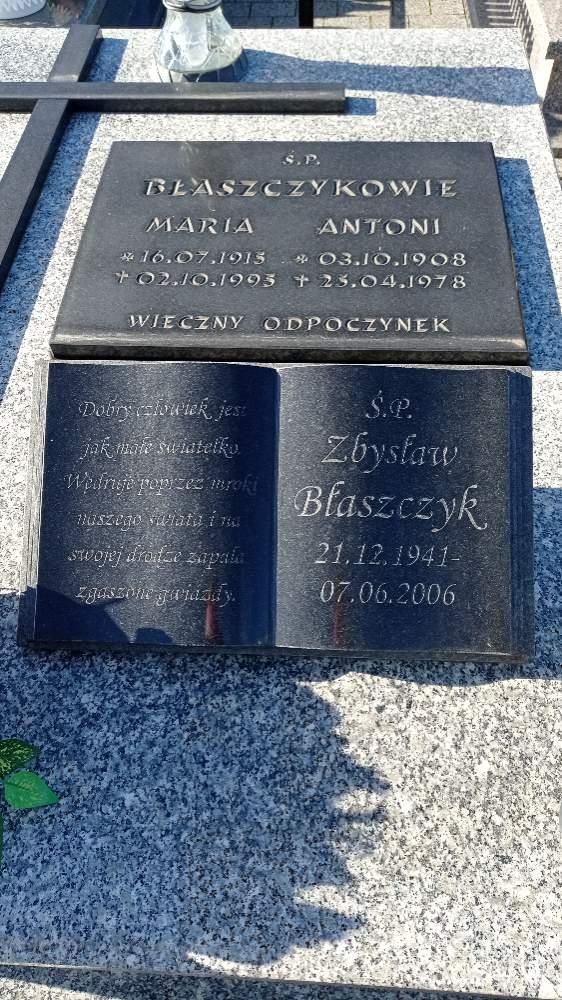 Ś.P.
BŁASZCZYKOWIE
MARIA ANTONI
* 16.07.1915 * 03.10.1908
† 02.10.1995 † 25.04.1978
WIECZNY ODPOCZYNEK
Dobry człowiek jest
jak małe światełko.
Wędruje poprzez mroki
naszego świata i na
swojej drodze zapala
zgaszone gwiazdy.
Ś.P.
Zbysław
Błaszczyk
21.12.1941-
07.06.2006